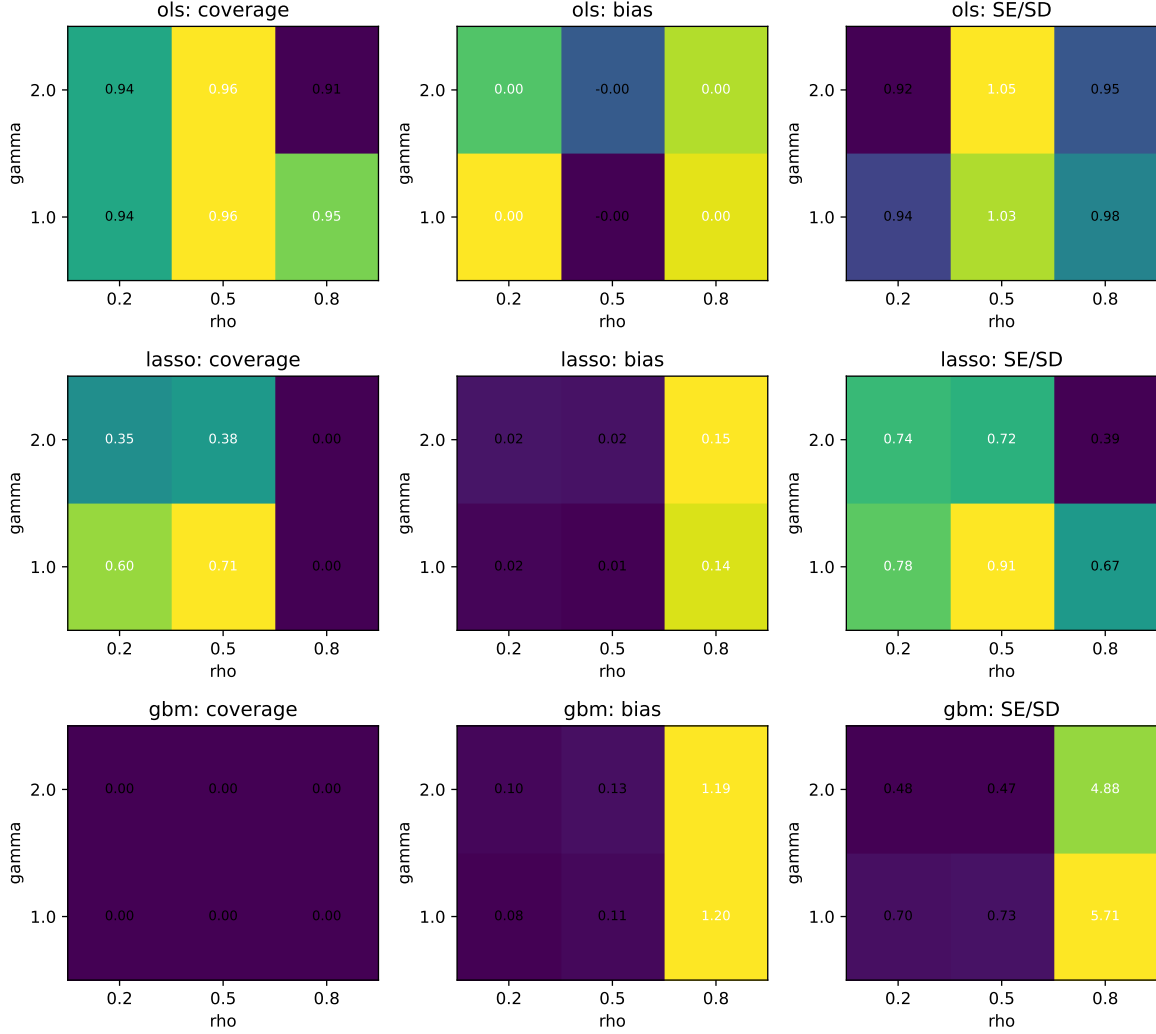 ols: coverage
2.0
0.94 0.96 0.91
gamma
1.0
0.94 0.96 0.95
0.2 0.5 0.8
rho
ols: bias
2.0
0.00 -0.00 0.00
gamma
1.0
0.00 -0.00 0.00
0.2 0.5 0.8
rho
ols: SE/SD
2.0
0.92 1.05 0.95
gamma
1.0
0.94 1.03 0.98
0.2 0.5 0.8
rho
lasso: coverage
2.0
0.35 0.38 0.00
gamma
1.0
0.60 0.71 0.00
0.2 0.5 0.8
rho
lasso: bias
2.0
0.02 0.02 0.15
gamma
1.0
0.02 0.01 0.14
0.2 0.5 0.8
rho
lasso: SE/SD
2.0
0.74 0.72 0.39
gamma
1.0
0.78 0.91 0.67
0.2 0.5 0.8
rho
gbm: coverage
2.0
0.00 0.00 0.00
gamma
1.0
0.00 0.00 0.00
0.2 0.5 0.8
rho
gbm: bias
2.0
0.10 0.13 1.19
gamma
1.0
0.08 0.11 1.20
0.2 0.5 0.8
rho
gbm: SE/SD
2.0
0.48 0.47 4.88
gamma
1.0
0.70 0.73 5.71
0.2 0.5 0.8
rho